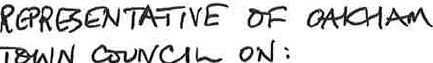 REPRESENTATIVE OF OAKHAM
TOWN COUNCIL ON: